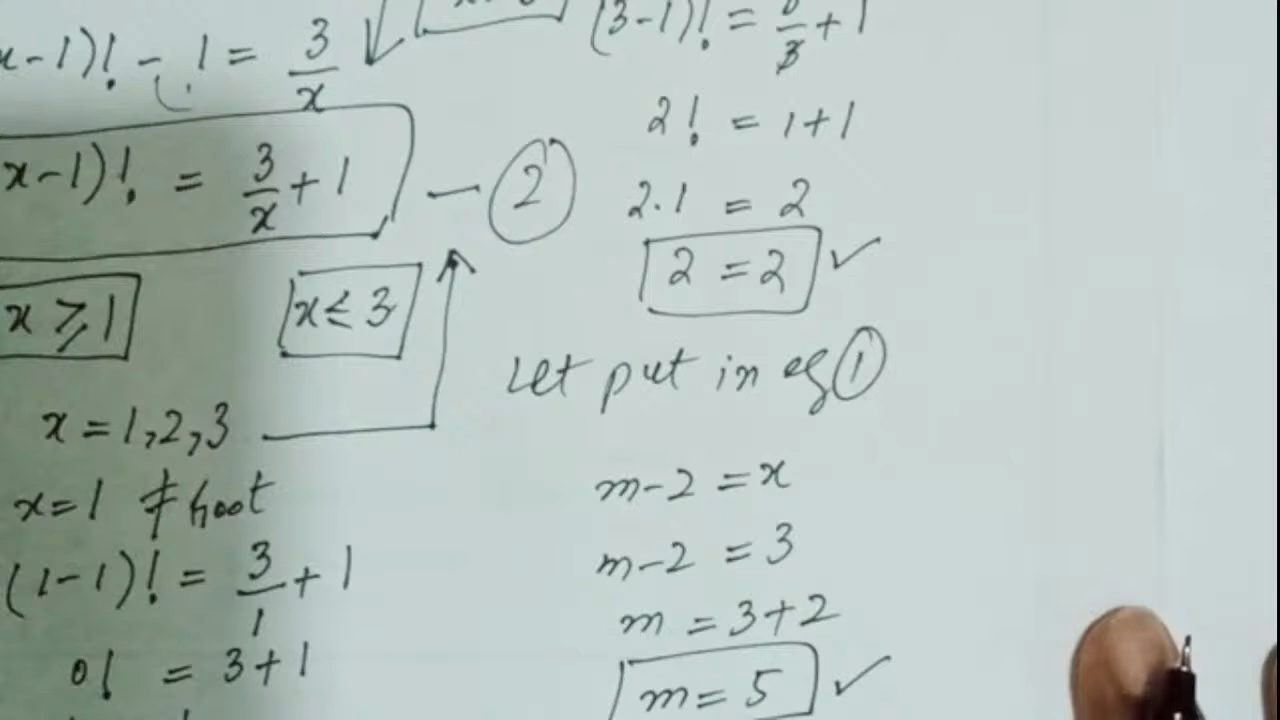 x-1)! - 1 = 3/x
x-1)! = 3/x + 1 — ②
x ≥ 1
x ≤ 3
x = 1, 2, 3
x = 1 ≠
(1-1)! = 3/1 + 1
0! = 3+1
(3-1)! = 3/3 + 1
2! = 1+1
2.1 = 2
2 = 2 ✓
Let put in eq ①
m-2 = x
m-2 = 3
m = 3+2
m = 5 ✓